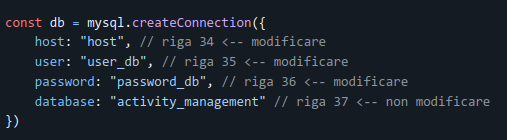 const db = mysql.createConnection({
host: "host", // riga 34 <-- modificare
user: "user_db", // riga 35 <-- modificare
password: "password_db", // riga 36 <-- modificare
database: "activity_management" // riga 37 <-- non modificare
})